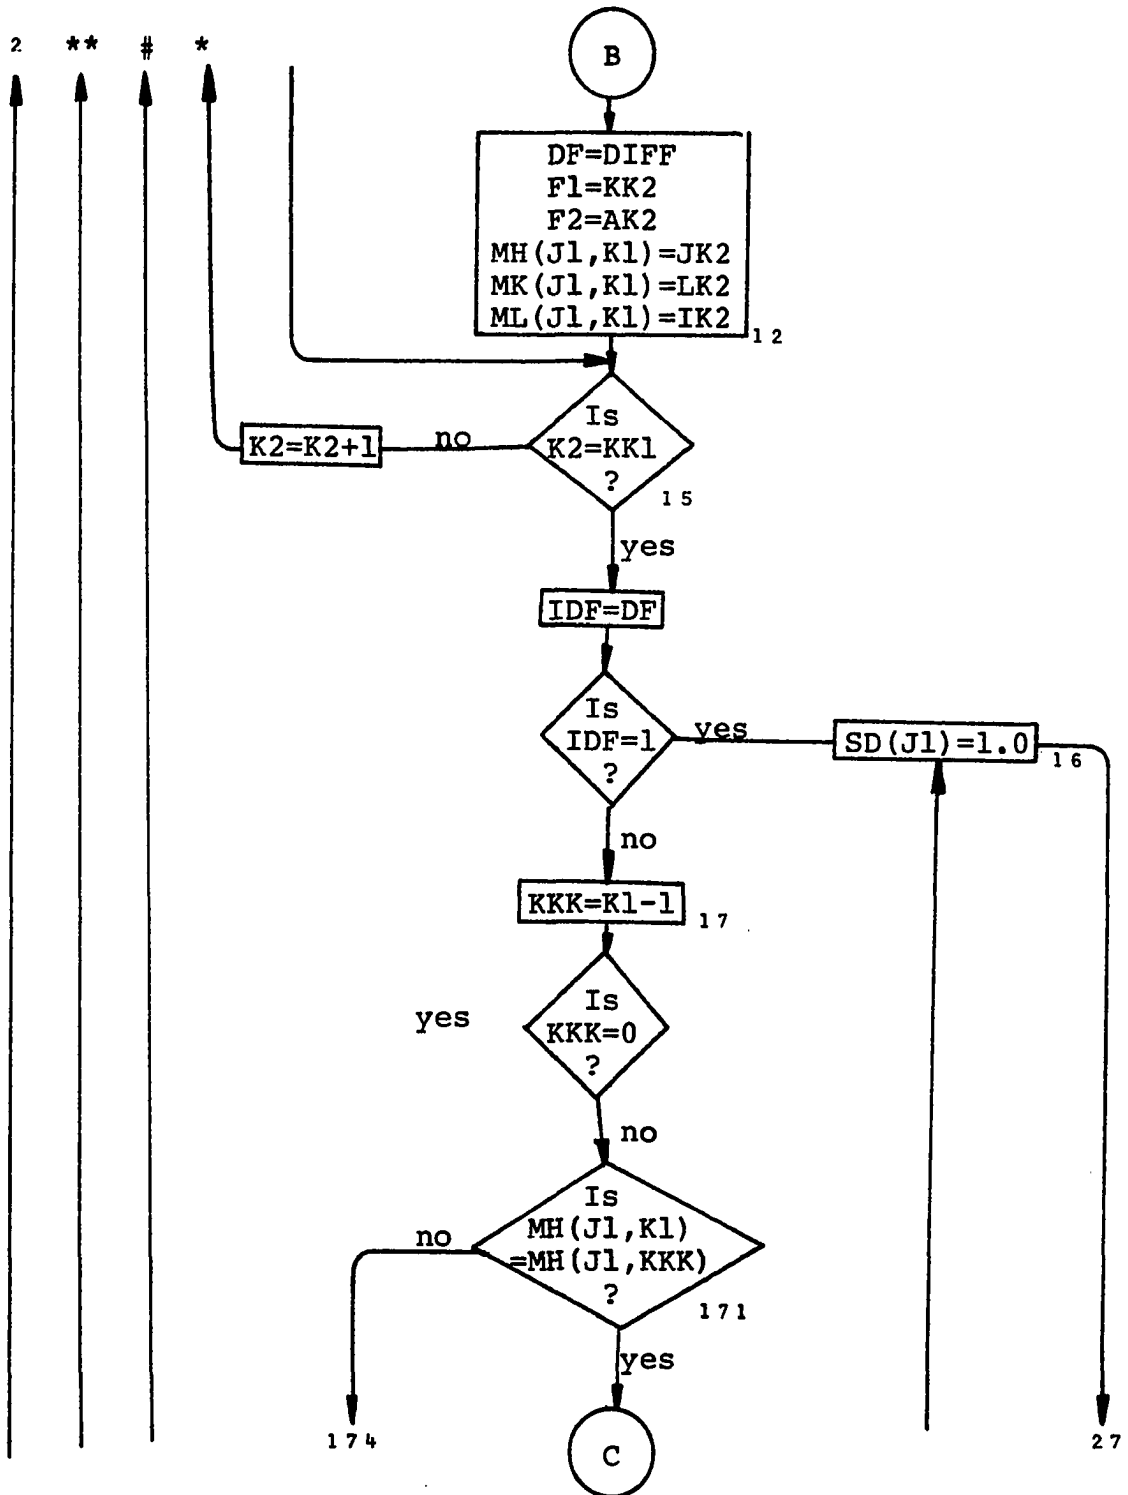 2 ** # *
B
DF=DIFF
F1=KK2
F2=AK2
MH(J1,K1)=JK2
MK(J1,K1)=LK2
ML(J1,K1)=IK2
12
Is
K2=KK1
?
15
no
K2=K2+1
yes
IDF=DF
Is
IDF=1
?
yes
SD(J1)=1.0
16
no
KKK=K1-1
17
Is
KKK=0
?
yes
no
Is
MH(J1,K1)
=MH(J1,KKK)
?
171
no
yes
174
C
27